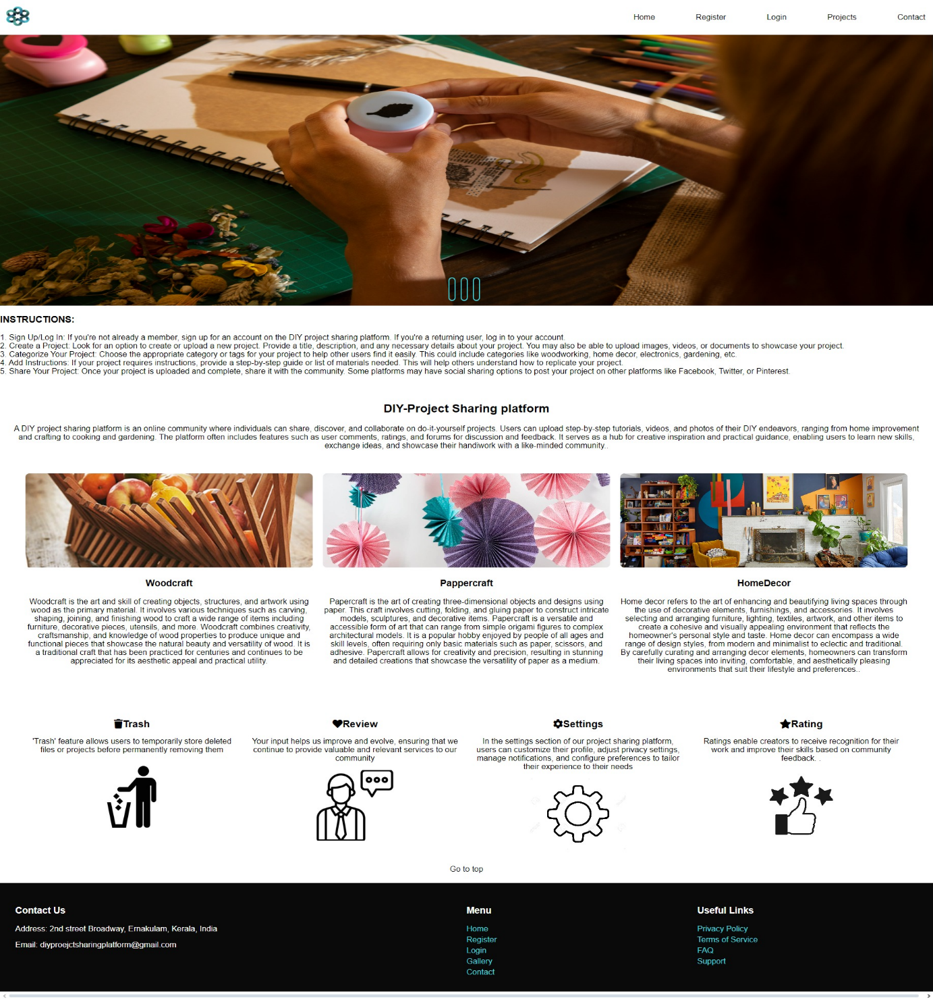 Home Register Login Projects Contact
INSTRUCTIONS:
1. Sign Up/Log In: If you're not already a member, sign up for an account on the DIY project sharing platform. If you're a returning user, log in to your account.
2. Create a Project: Look for an option to create or upload a new project. Provide a title, description, and any necessary details about your project. You may also be able to upload images, videos, or documents to showcase your project.
3. Categorize Your Project: Choose the appropriate category or tags for your project to help other users find it easily. This could include categories like woodworking, home decor, electronics, gardening, etc.
4. Add Instructions: If your project requires instructions, provide a step-by-step guide or list of materials needed. This will help others understand how to replicate your project.
5. Share Your Project: Once your project is uploaded and complete, share it with the community. Some platforms may have social sharing options to post your project on other platforms like Facebook, Twitter, or Pinterest.
DIY-Project Sharing platform
A DIY project sharing platform is an online community where individuals can share, discover, and collaborate on do-it-yourself projects. Users can upload step-by-step tutorials, videos, and photos of their DIY endeavors, ranging from home improvement
and crafting to cooking and gardening. The platform often includes features such as user comments, ratings, and forums for discussion and feedback. It serves as a hub for creative inspiration and practical guidance, enabling users to learn new skills,
exchange ideas, and showcase their handiwork with a like-minded community..
Woodcraft
Woodcraft is the art and skill of creating objects, structures, and artwork using
wood as the primary material. It involves various techniques such as carving,
shaping, joining, and finishing wood to craft a wide range of items including
furniture, decorative pieces, utensils, and more. Woodcraft combines creativity,
craftsmanship, and knowledge of wood properties to produce unique and
functional pieces that showcase the natural beauty and versatility of wood. It is
a traditional craft that has been practiced for centuries and continues to be
appreciated for its aesthetic appeal and practical utility.
Pappercraft
Papercraft is the art of creating three-dimensional objects and designs using
paper. This craft involves cutting, folding, and gluing paper to construct intricate
models, sculptures, and decorative items. Papercraft is a versatile and
accessible form of art that can range from simple origami figures to complex
architectural models. It is a popular hobby enjoyed by people of all ages and
skill levels, often requiring only basic materials such as paper, scissors, and
adhesive. Papercraft allows for creativity and precision, resulting in stunning
and detailed creations that showcase the versatility of paper as a medium.
HomeDecor
Home decor refers to the art of enhancing and beautifying living spaces through
the use of decorative elements, furnishings, and accessories. It involves
selecting and arranging furniture, lighting, textiles, artwork, and other items to
create a cohesive and visually appealing environment that reflects the
homeowner's personal style and taste. Home decor can encompass a wide
range of design styles, from modern and minimalist to eclectic and traditional.
By carefully curating and arranging decor elements, homeowners can transform
their living spaces into inviting, comfortable, and aesthetically pleasing
environments that suit their lifestyle and preferences..
Trash
'Trash' feature allows users to temporarily store deleted
files or projects before permanently removing them
Review
Your input helps us improve and evolve, ensuring that we
continue to provide valuable and relevant services to our
community
Settings
In the settings section of our project sharing platform,
users can customize their profile, adjust privacy settings,
manage notifications, and configure preferences to tailor
their experience to their needs
Rating
Ratings enable creators to receive recognition for their
work and improve their skills based on community
feedback. .
Go to top
Contact Us
Address: 2nd street Broadway, Ernakulam, Kerala, India
Email: diyproejctsharingplatform@gmail.com
Menu
Home
Register
Login
Gallery
Contact
Useful Links
Privacy Policy
Terms of Service
FAQ
Support